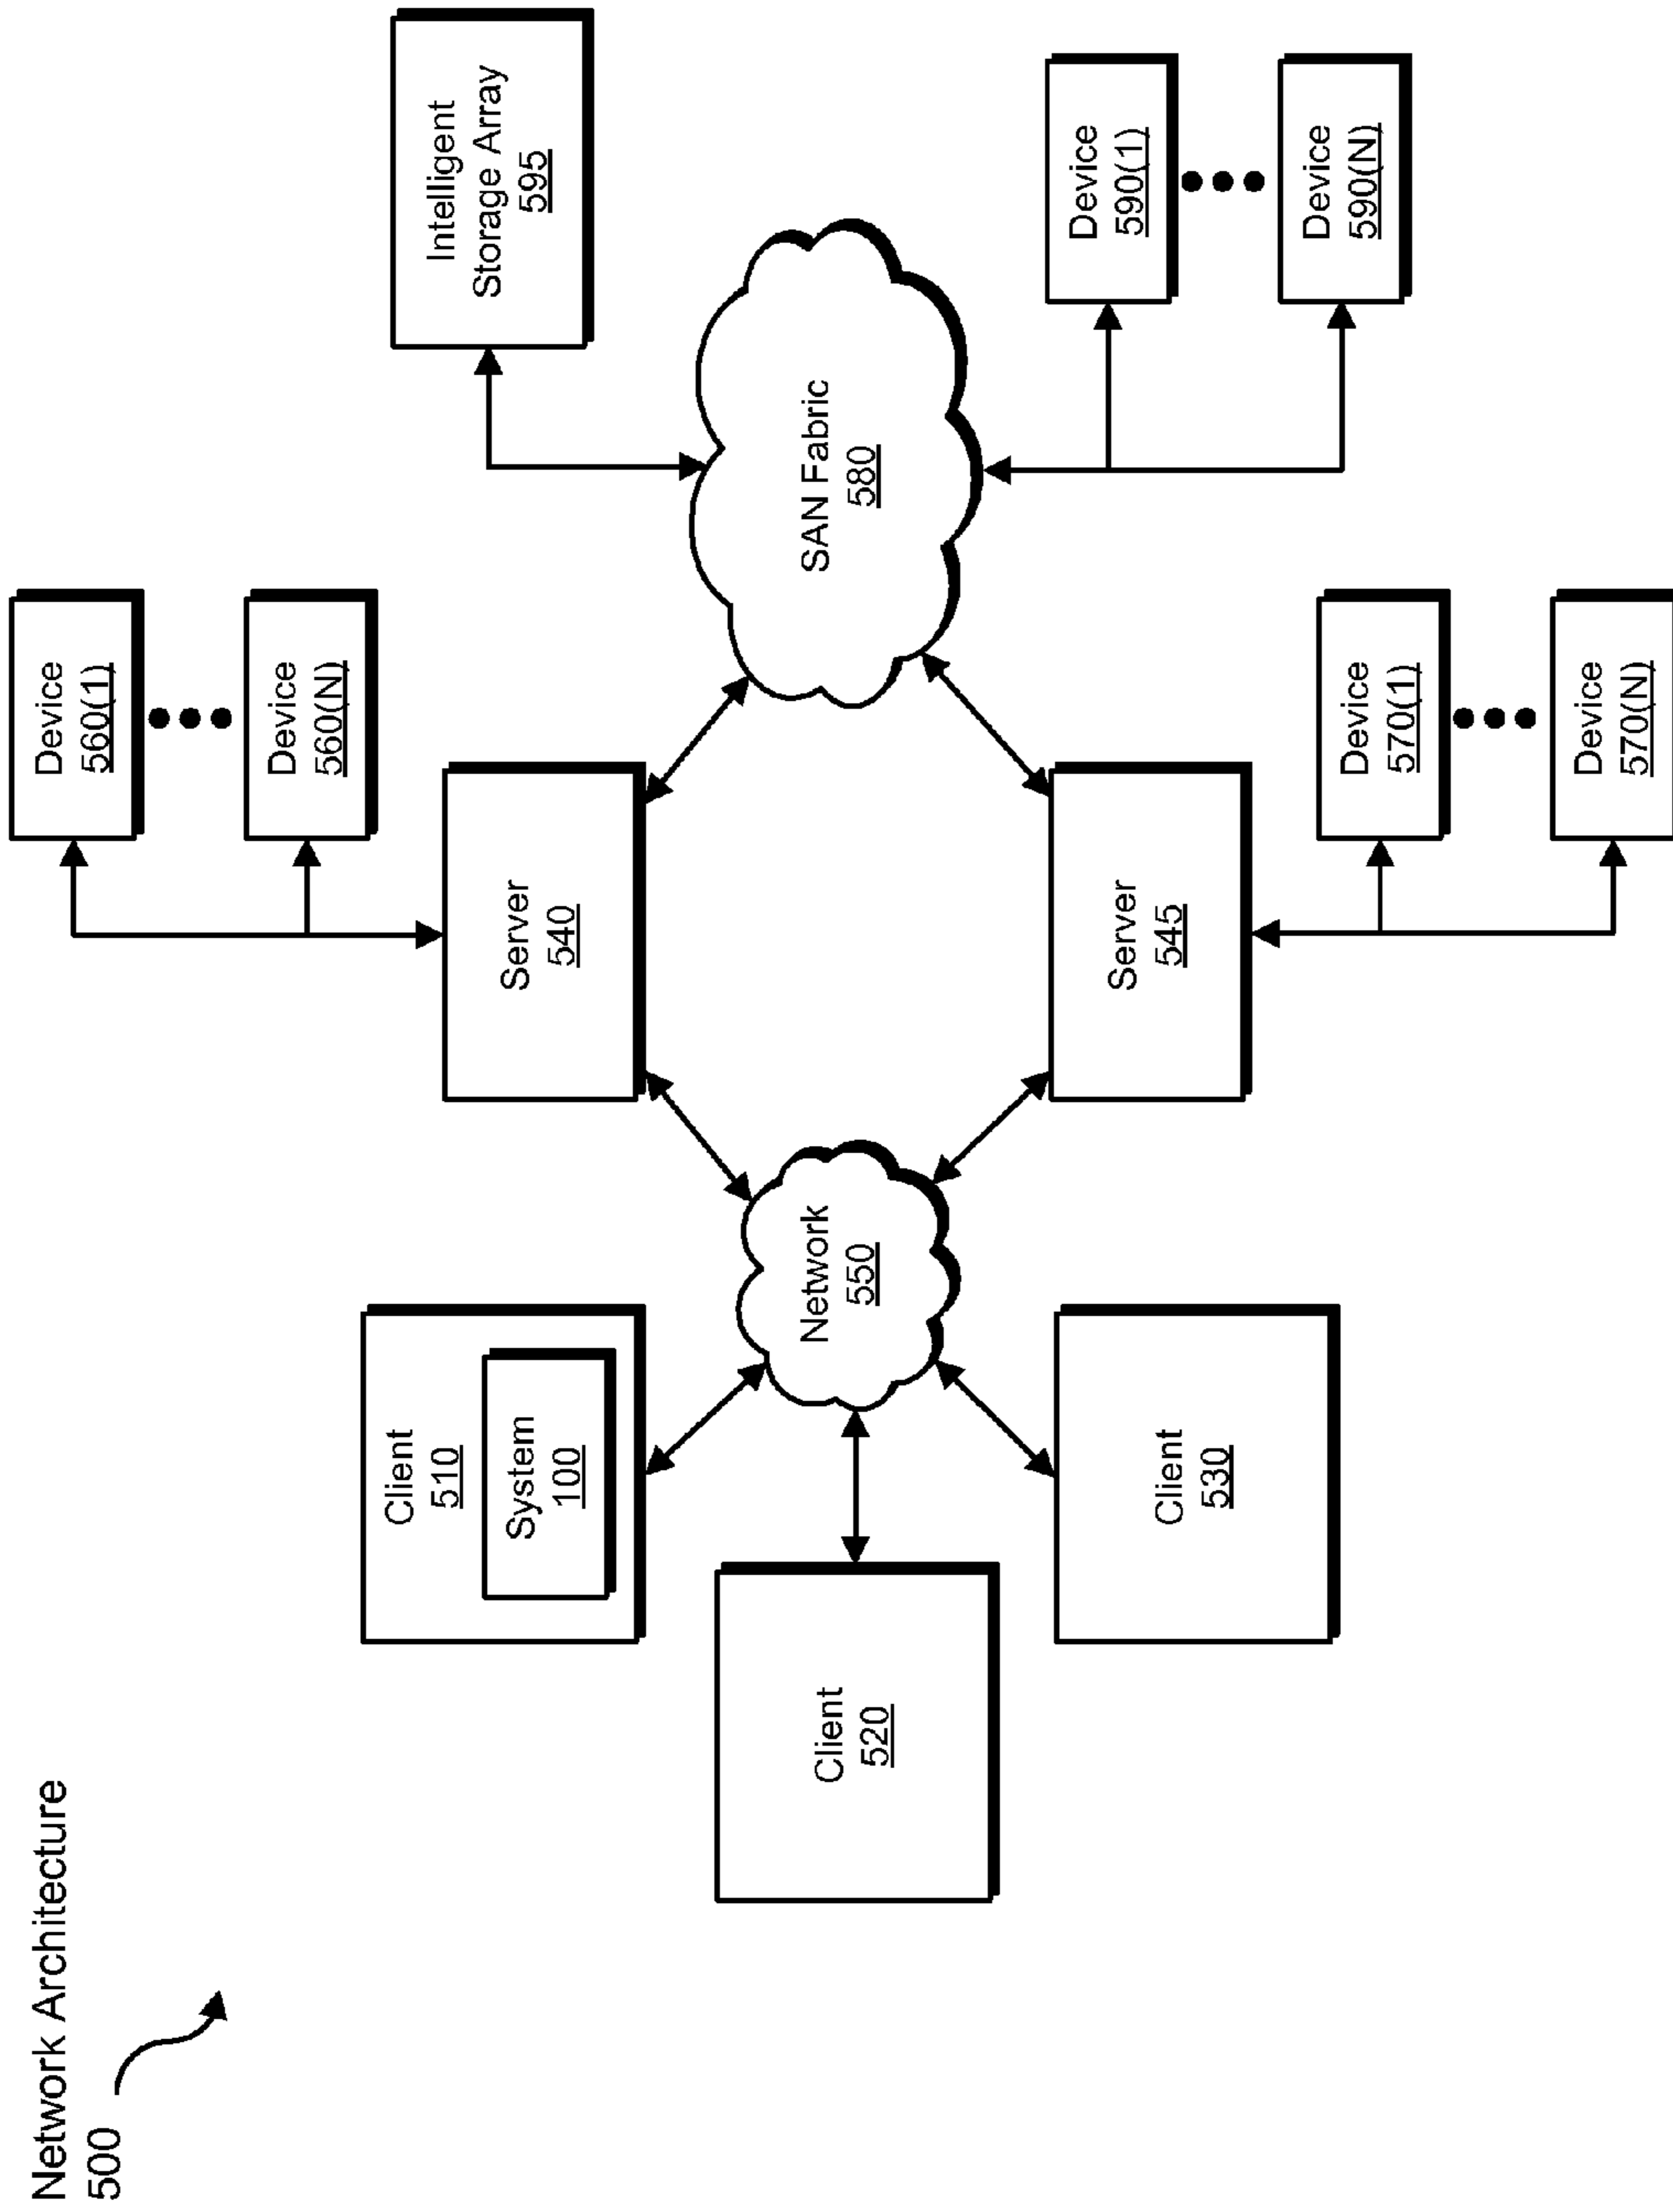 Network Architecture
500
Device
560(1)
Device
560(N)
Intelligent
Storage Array
595
Client
510
System
100
Server
540
Client
520
Network
550
SAN Fabric
580
Client
530
Server
545
Device
590(1)
Device
590(N)
Device
570(1)
Device
570(N)